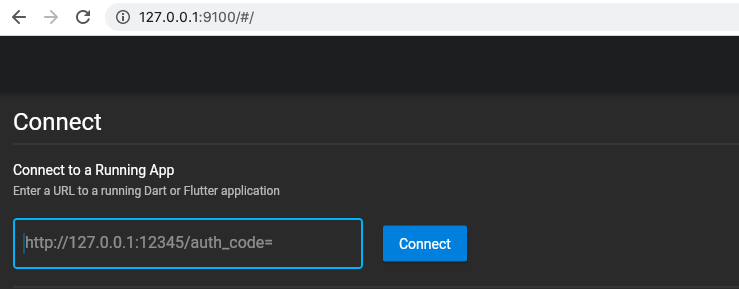 127.0.0.1:9100/#/
Connect
Connect to a Running App
Enter a URL to a running Dart or Flutter application
http://127.0.0.1:12345/auth_code=
Connect